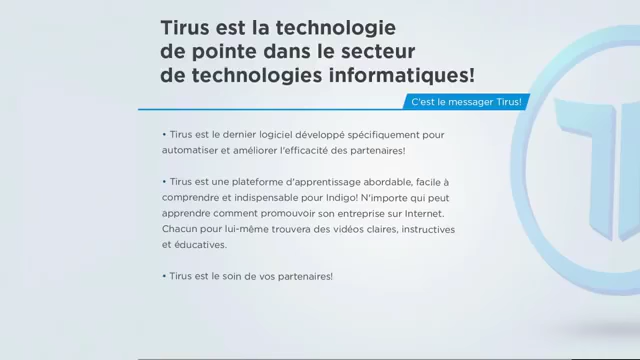 Tirus est la technologie
de pointe dans le secteur
de technologies informatiques!
C'est le messager Tirus!
• Tirus est le dernier logiciel développé spécifiquement pour
automatiser et améliorer l'efficacité des partenaires!
• Tirus est une plateforme d'apprentissage abordable, facile à
comprendre et indispensable pour Indigo! N'importe qui peut
apprendre comment promouvoir son entreprise sur Internet.
Chacun pour lui-même trouvera des vidéos claires, instructives
et éducatives.
• Tirus est le soin de vos partenaires!